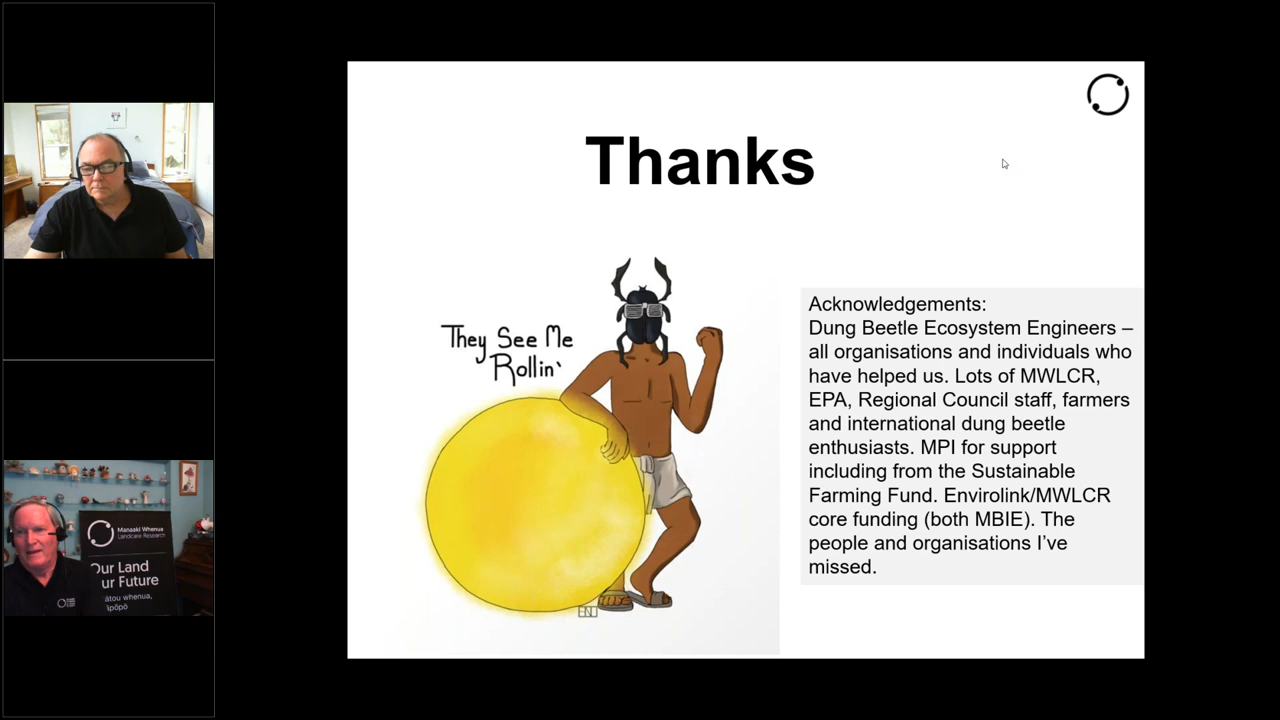 Thanks
They See Me
Rollin'
Acknowledgements:
Dung Beetle Ecosystem Engineers –
all organisations and individuals who
have helped us. Lots of MWLCR,
EPA, Regional Council staff, farmers
and international dung beetle
enthusiasts. MPI for support
including from the Sustainable
Farming Fund. Envirolink/MWLCR
core funding (both MBIE). The
people and organisations I've
missed.
Manaaki Whenua
Landcare Research
Our Land
ur Future
átou whenua,
āpōpō